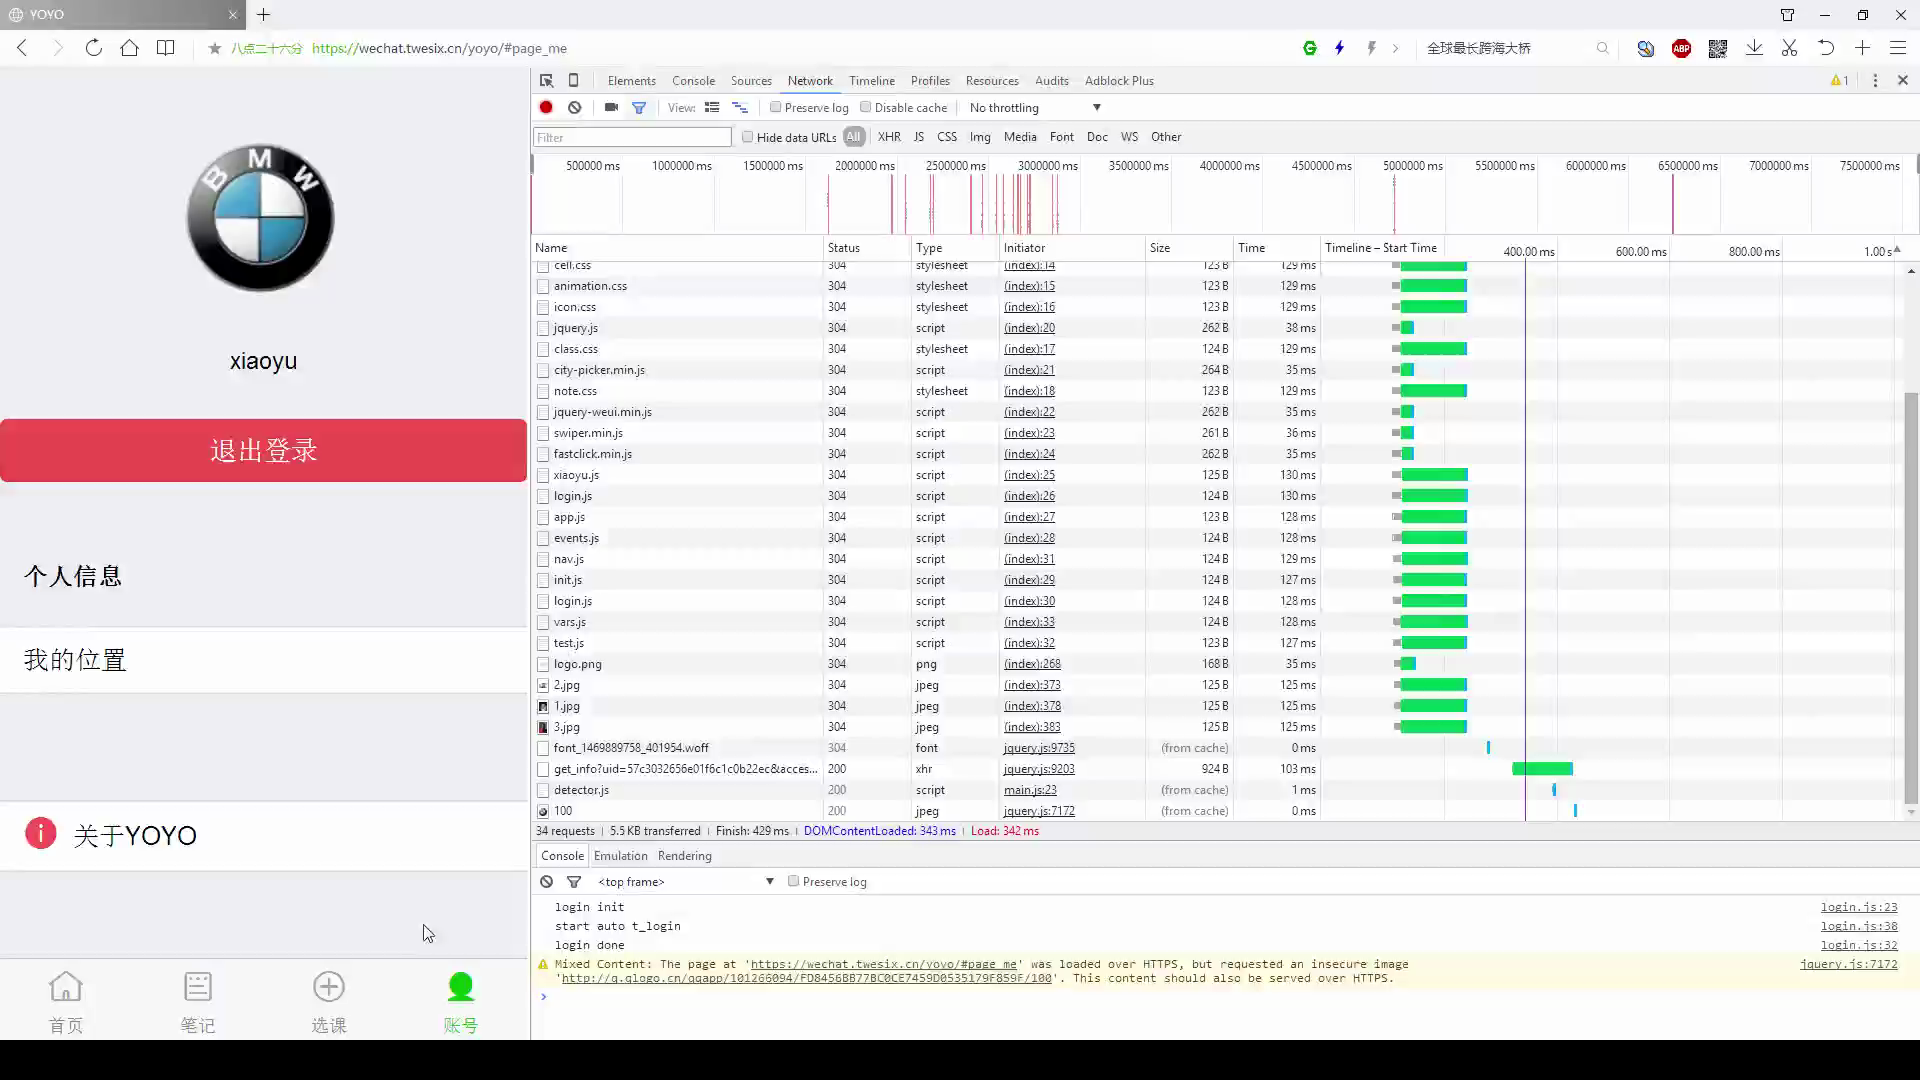 YOYO
八点二十六分 https://wechat.twesix.cn/yoyo/#page_me
全球最长跨海大桥
ABP
BMW
xiaoyu
退出登录
个人信息
我的位置
关于YOYO
首页 笔记 选课 账号
Elements Console Sources Network Timeline Profiles Resources Audits Adblock Plus 1
View: Preserve log Disable cache No throttling
Filter Hide data URLs All XHR JS CSS Img Media Font Doc WS Other
500000 ms 1000000 ms 1500000 ms 2000000 ms 2500000 ms 3000000 ms 3500000 ms 4000000 ms 4500000 ms 5000000 ms 5500000 ms 6000000 ms 6500000 ms 7000000 ms 7500000 ms
Name Status Type Initiator Size Time Timeline – Start Time 400.00 ms 600.00 ms 800.00 ms 1.00 s
cell.css 304 stylesheet (index):14 123 B 129 ms
animation.css 304 stylesheet (index):15 123 B 129 ms
icon.css 304 stylesheet (index):16 123 B 129 ms
jquery.js 304 script (index):20 262 B 38 ms
class.css 304 stylesheet (index):17 124 B 129 ms
city-picker.min.js 304 script (index):21 264 B 35 ms
note.css 304 stylesheet (index):18 123 B 129 ms
jquery-weui.min.js 304 script (index):22 262 B 35 ms
swiper.min.js 304 script (index):23 261 B 36 ms
fastclick.min.js 304 script (index):24 262 B 35 ms
xiaoyu.js 304 script (index):25 125 B 130 ms
login.js 304 script (index):26 124 B 130 ms
app.js 304 script (index):27 123 B 128 ms
events.js 304 script (index):28 124 B 128 ms
nav.js 304 script (index):31 124 B 129 ms
init.js 304 script (index):29 124 B 127 ms
login.js 304 script (index):30 124 B 128 ms
vars.js 304 script (index):33 124 B 128 ms
test.js 304 script (index):32 123 B 127 ms
logo.png 304 png (index):268 168 B 35 ms
2.jpg 304 jpeg (index):373 125 B 125 ms
1.jpg 304 jpeg (index):378 125 B 125 ms
3.jpg 304 jpeg (index):383 125 B 125 ms
font_1469889758_401954.woff 304 font jquery.js:9735 (from cache) 0 ms
get_info?uid=57c3032656e01f6c1c0b22ec&acces... 200 xhr jquery.js:9203 924 B 103 ms
detector.js 200 script main.js:23 (from cache) 1 ms
100 200 jpeg jquery.js:7172 (from cache) 0 ms
34 requests | 5.5 KB transferred | Finish: 429 ms | DOMContentLoaded: 343 ms | Load: 342 ms
Console Emulation Rendering
<top frame> Preserve log
login init login.js:23
start auto t_login login.js:38
login done login.js:32
Mixed Content: The page at 'https://wechat.twesix.cn/yoyo/#page_me' was loaded over HTTPS, but requested an insecure image jquery.js:7172
'http://q.qlogo.cn/qqapp/101266094/FD8456BB77BC0CE7459D0535179F859F/100'. This content should also be served over HTTPS.